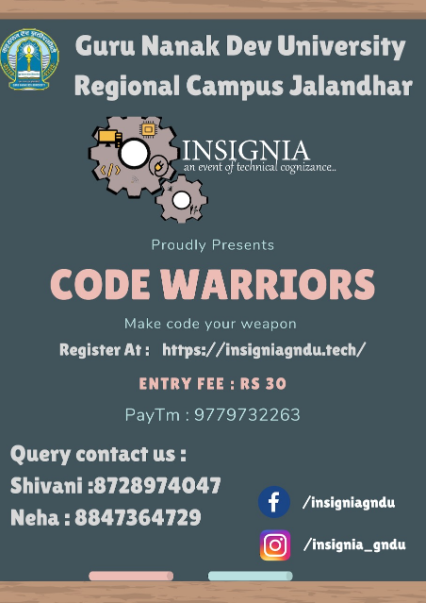 Guru Nanak Dev University
Regional Campus Jalandhar
</>
INSIGNIA
an event of technical cognizance..
Proudly Presents
CODE WARRIORS
Make code your weapon
Register At : https://insigniagndu.tech/
ENTRY FEE : RS 30
PayTm : 9779732263
Query contact us :
Shivani :8728974047
Neha : 8847364729
/insigniagndu
/insignia_gndu